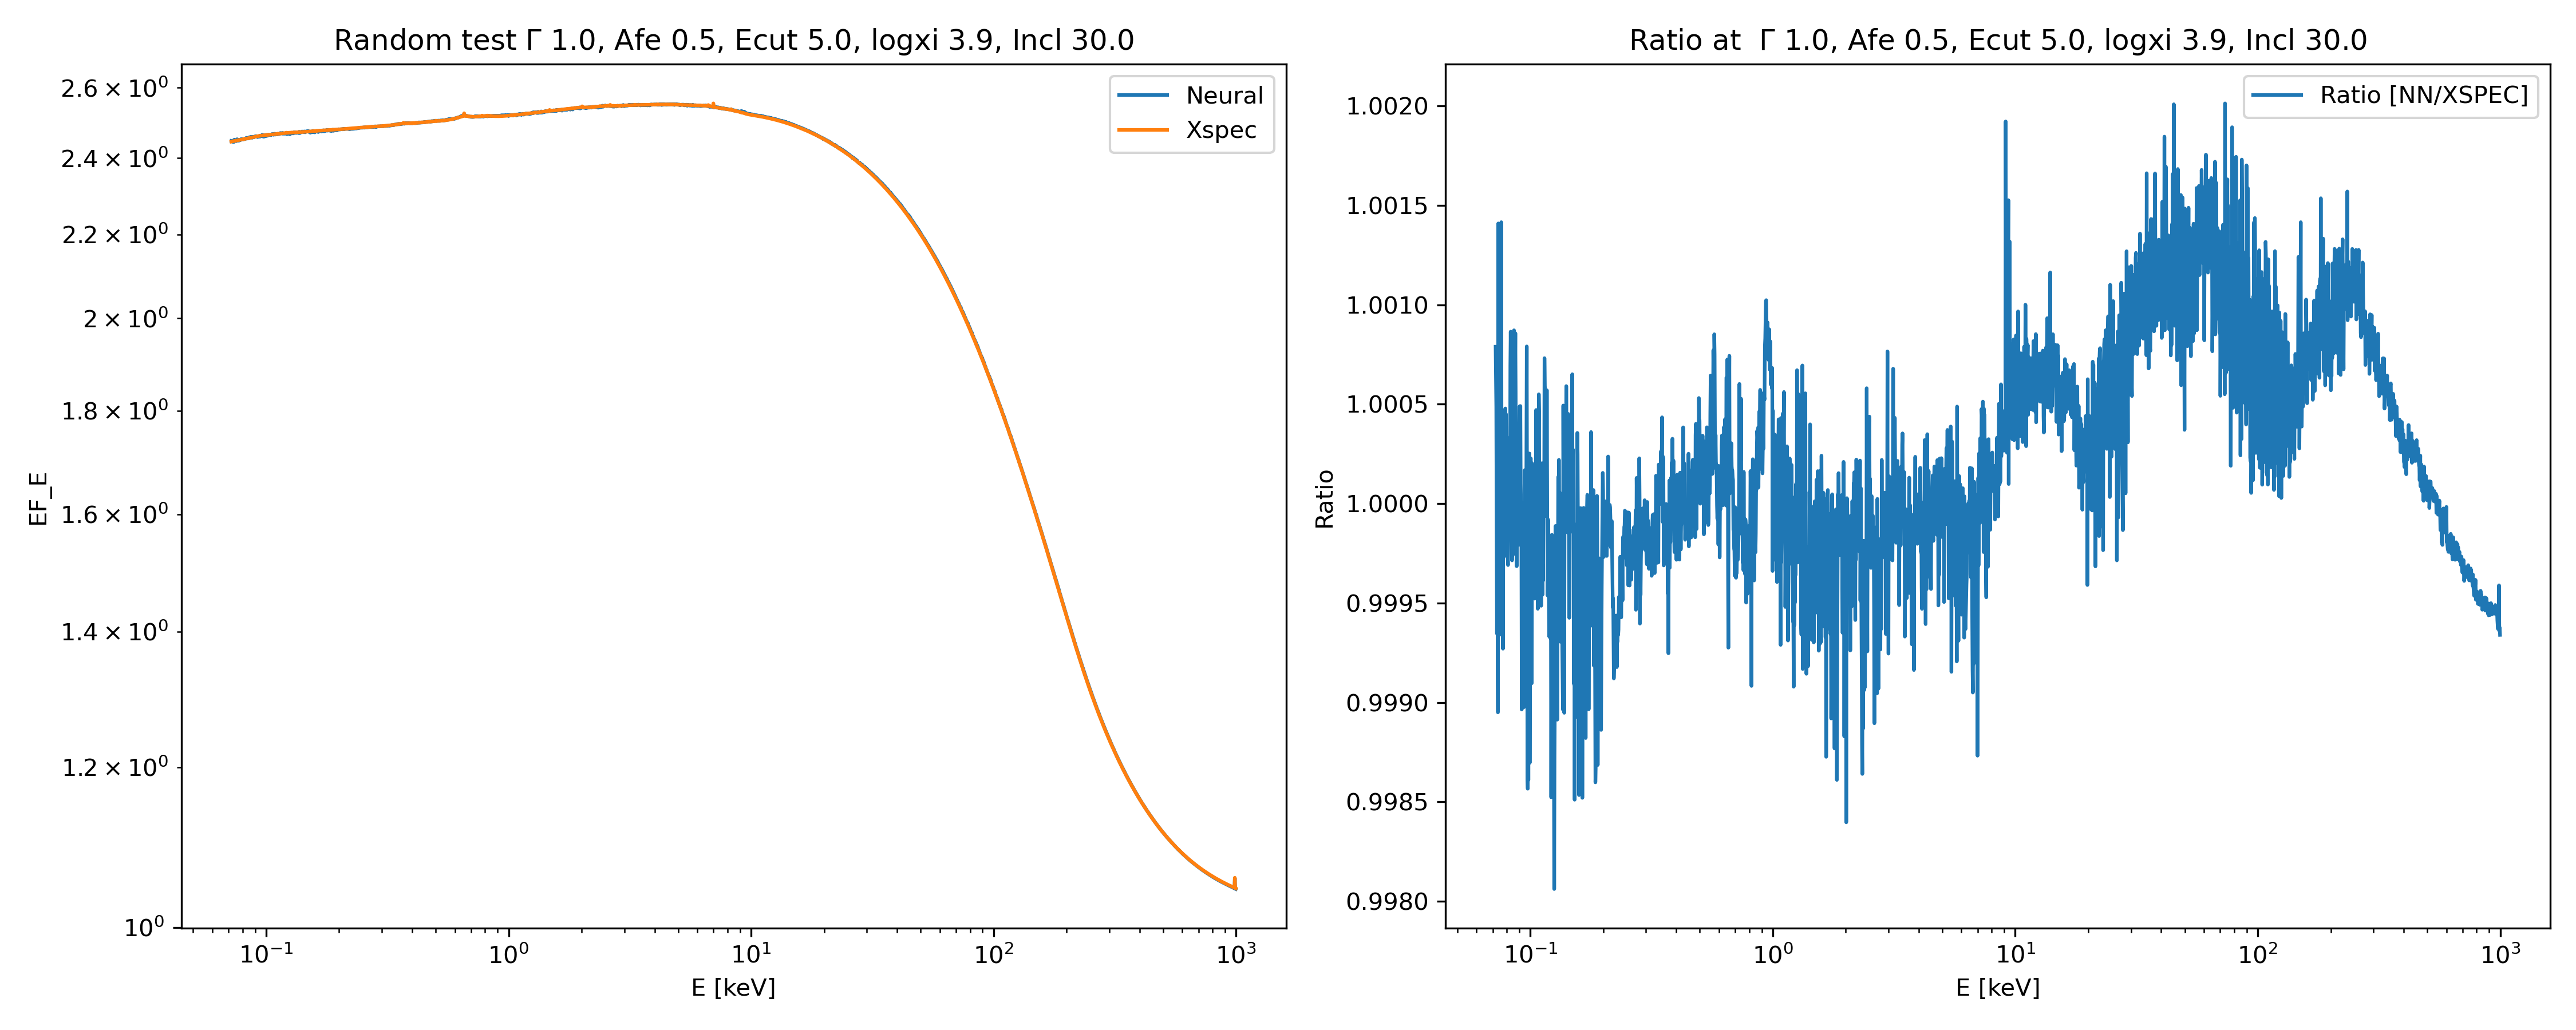 Random test Γ 1.0, Afe 0.5, Ecut 5.0, logxi 3.9, Incl 30.0
Neural
Xspec
2.6 × 10⁰
2.4 × 10⁰
2.2 × 10⁰
2 × 10⁰
1.8 × 10⁰
1.6 × 10⁰
1.4 × 10⁰
1.2 × 10⁰
10⁰
EF_E
10⁻¹ 10⁰ 10¹ 10² 10³
E [keV]
Ratio at Γ 1.0, Afe 0.5, Ecut 5.0, logxi 3.9, Incl 30.0
Ratio [NN/XSPEC]
1.0020
1.0015
1.0010
1.0005
1.0000
0.9995
0.9990
0.9985
0.9980
Ratio
10⁻¹ 10⁰ 10¹ 10² 10³
E [keV]